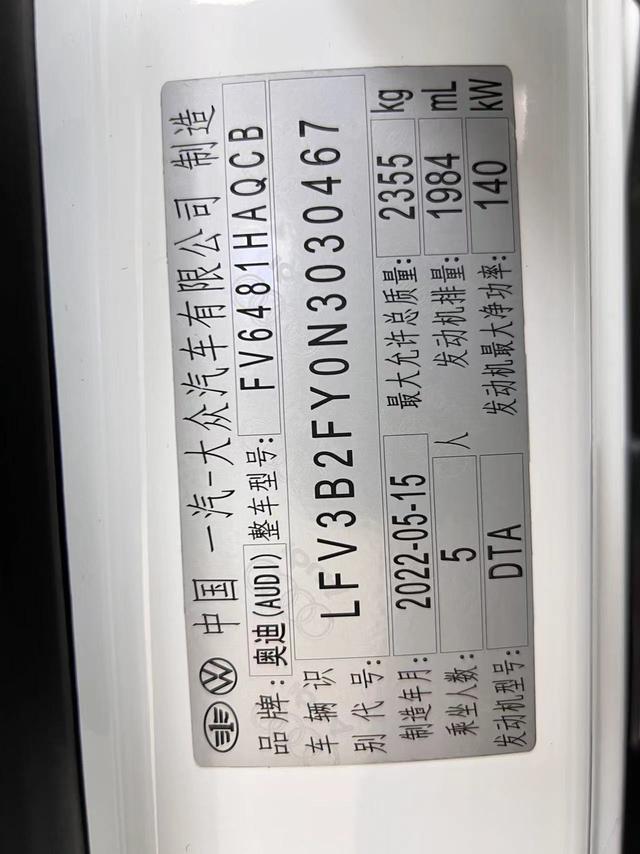 中国 一汽-大众汽车有限公司 制造
品牌: 奥迪(AUDI) 整车型号: FV6481HAQCB
车辆识别代号: LFV3B2FY0N3030467
制造年月: 2022-05-15 最大允许总质量: 2355 kg
乘坐人数: 5 人 发动机排量: 1984 mL
发动机型号: DTA 发动机最大净功率: 140 kW